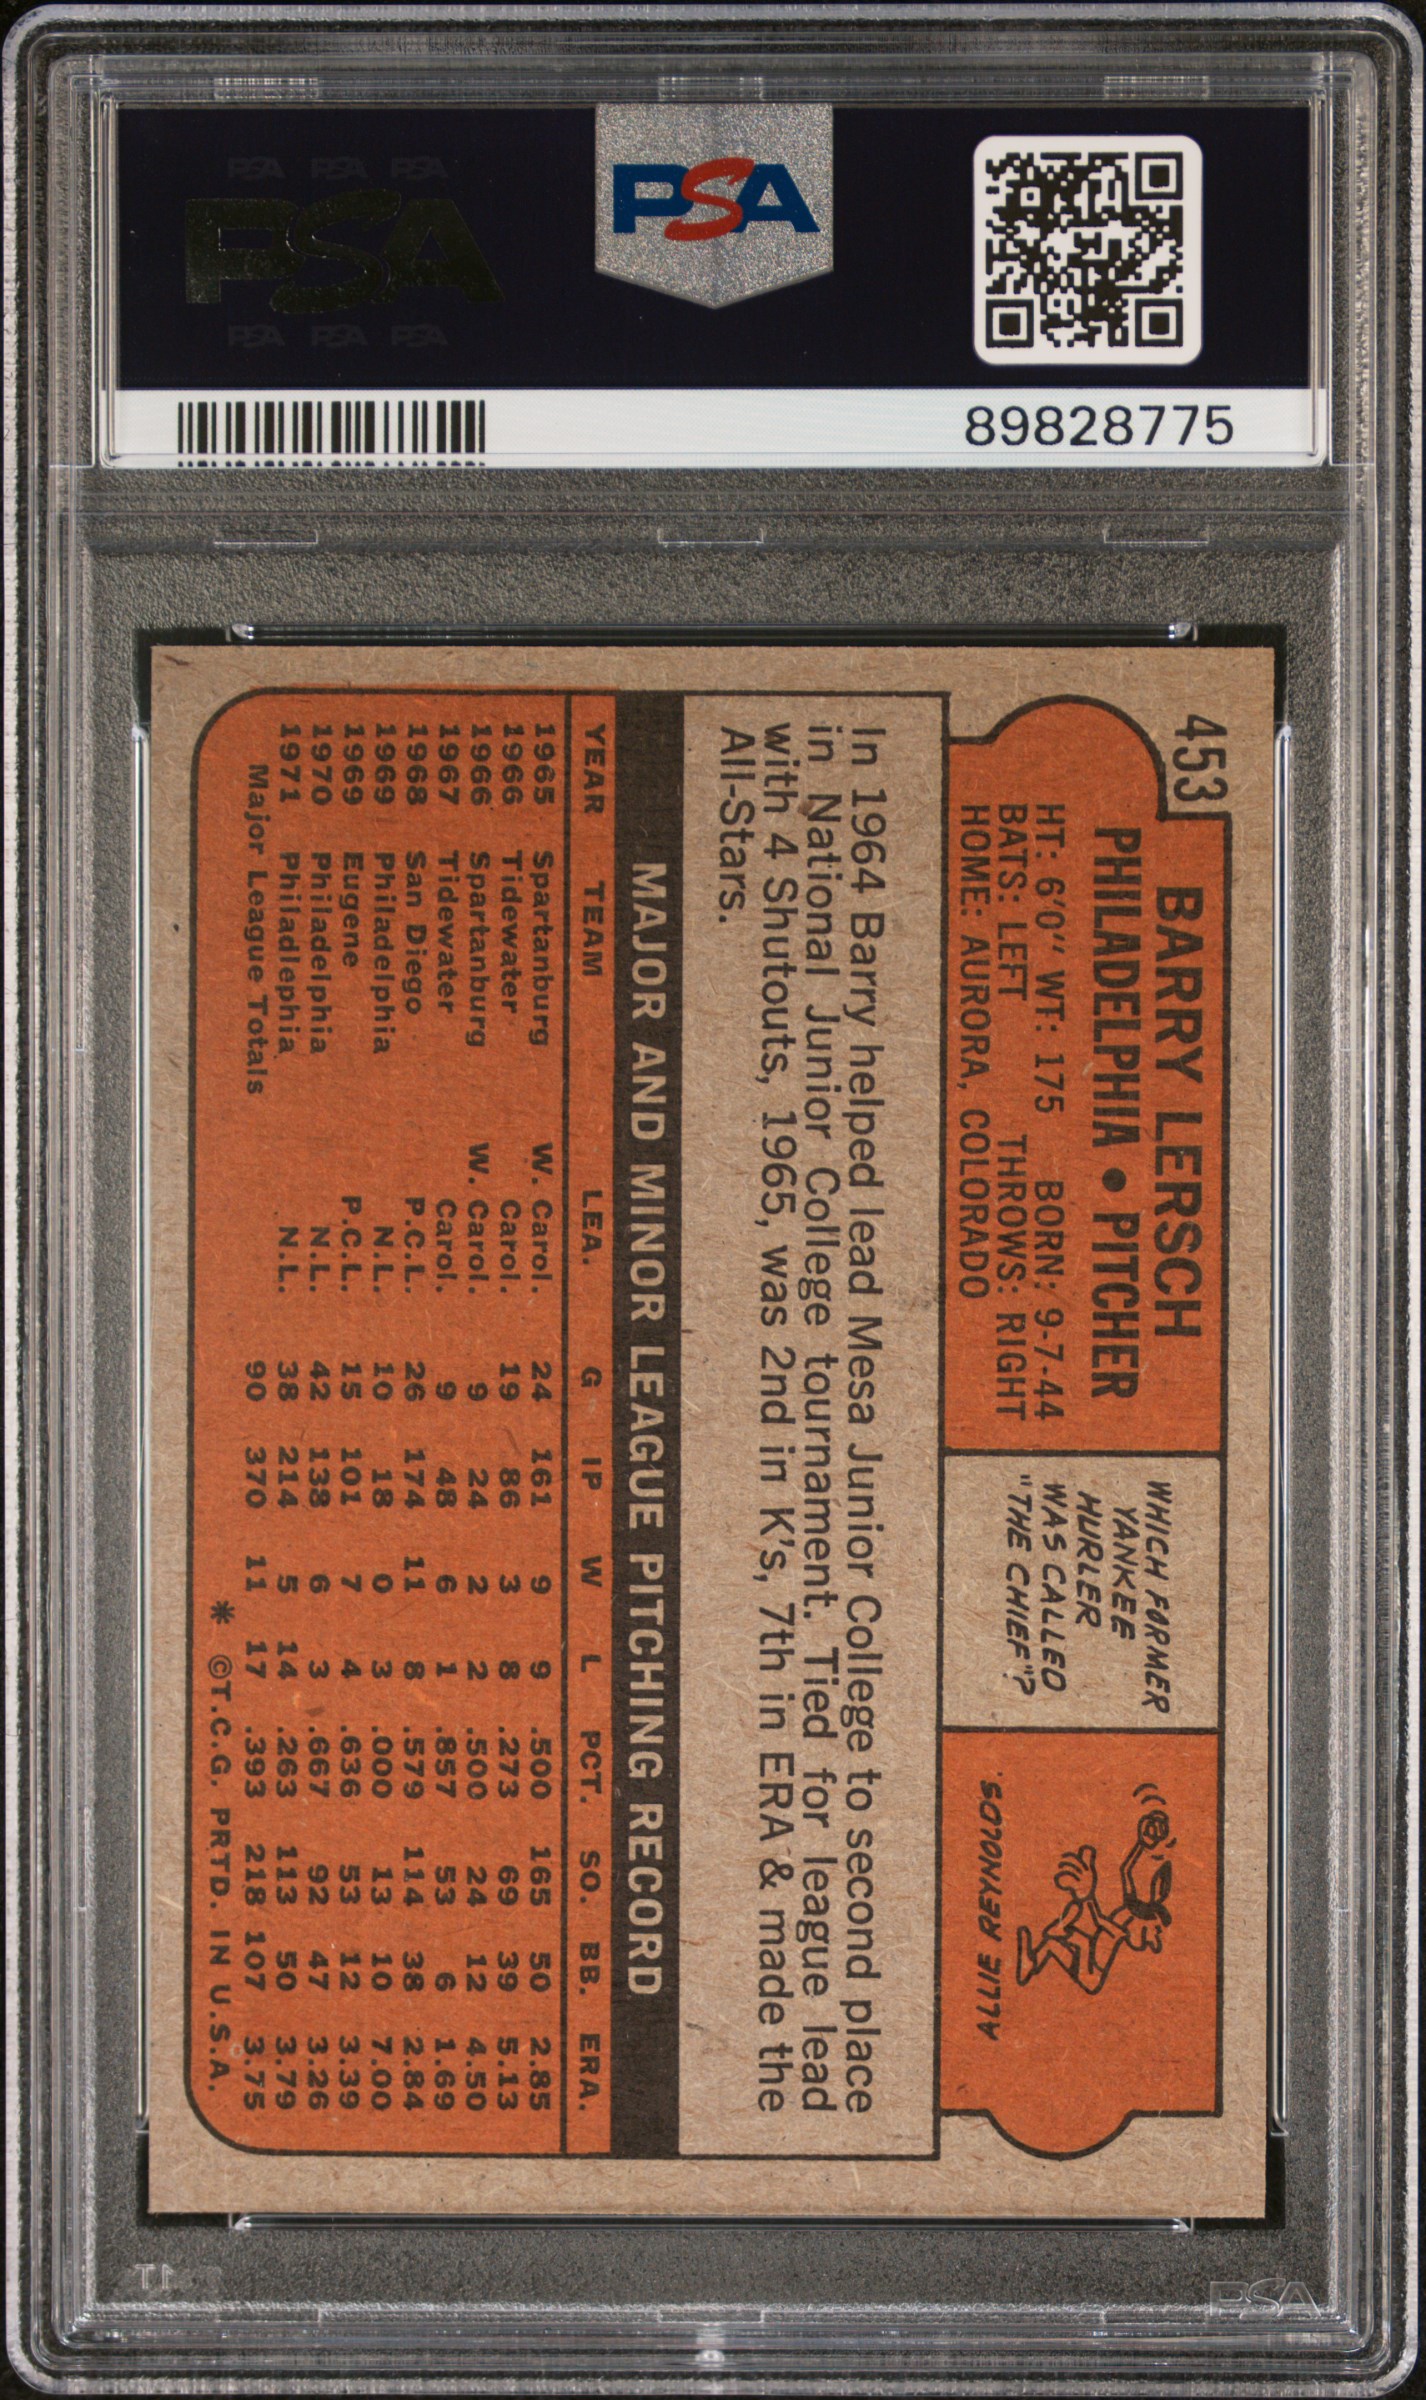 PSA PSA PSA
PSA
PSA PSA PSA
PSA
89828775
453
BARRY LERSCH
PHILADELPHIA • PITCHER
HT: 6'0" WT: 175 BORN: 9-7-44
BATS: LEFT THROWS: RIGHT
HOME: AURORA, COLORADO
WHICH FORMER
YANKEE
HURLER
WAS CALLED
"THE CHIEF"?
ALLIE REYNOLDS.
In 1964 Barry helped lead Mesa Junior College to second place
in National Junior College tournament. Tied for league lead
with 4 Shutouts, 1965, was 2nd in K's, 7th in ERA & made the
All-Stars.
MAJOR AND MINOR LEAGUE PITCHING RECORD
YEAR TEAM LEA. G IP W L PCT. SO. BB. ERA.
1965 Spartanburg W. Carol. 24 161 9 9 .500 165 50 2.85
1966 Tidewater Carol. 19 86 3 8 .273 69 39 5.13
1966 Spartanburg W. Carol. 9 24 2 2 .500 24 12 4.50
1967 Tidewater Carol. 9 48 6 1 .857 53 6 1.69
1968 San Diego P.C.L. 26 174 11 8 .579 114 38 2.84
1969 Philadelphia N.L. 10 18 0 3 .000 13 10 7.00
1969 Eugene P.C.L. 15 101 7 4 .636 53 12 3.39
1970 Philadelphia N.L. 42 138 6 3 .667 92 47 3.26
1971 Philadlephia N.L. 38 214 5 14 .263 113 50 3.79
Major League Totals 90 370 11 17 .393 218 107 3.75
* ©T.C.G. PRTD. IN U.S.A.
PSA